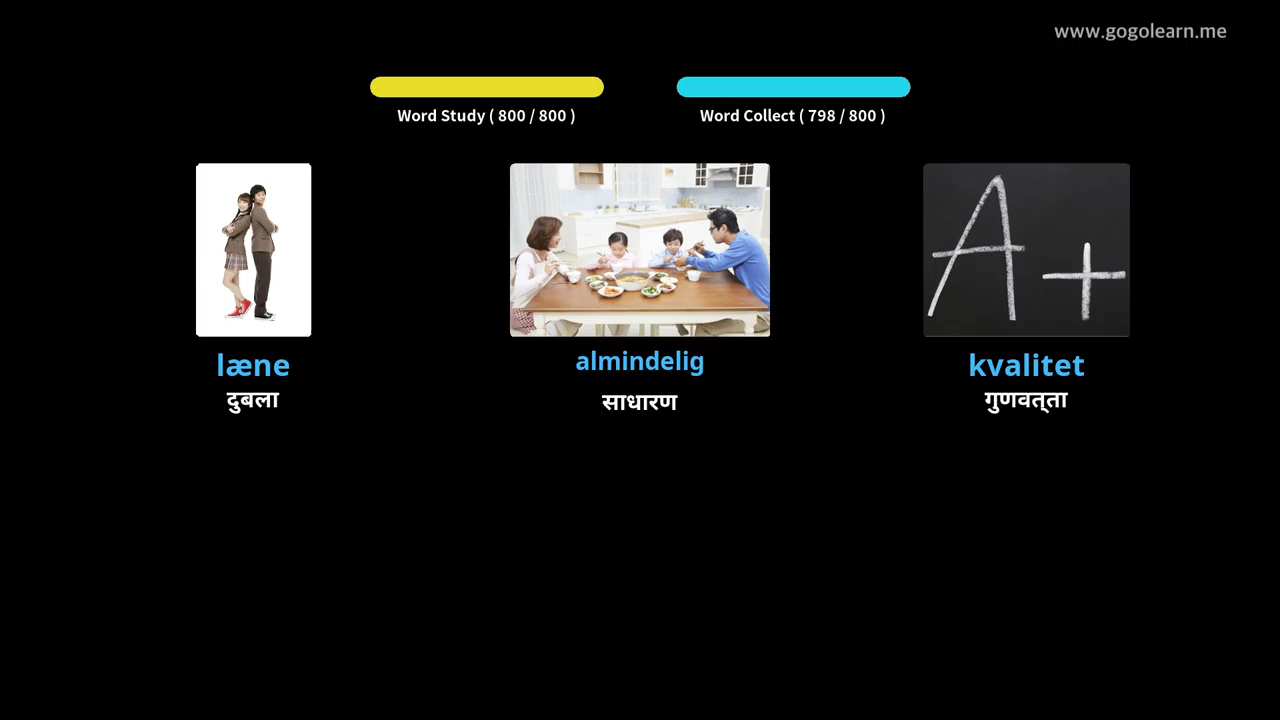 www.gogolearn.me
Word Study ( 800 / 800 )
Word Collect ( 798 / 800 )
A+
læne
almindelig
kvalitet
दुबला
साधारण
गुणवत्ता